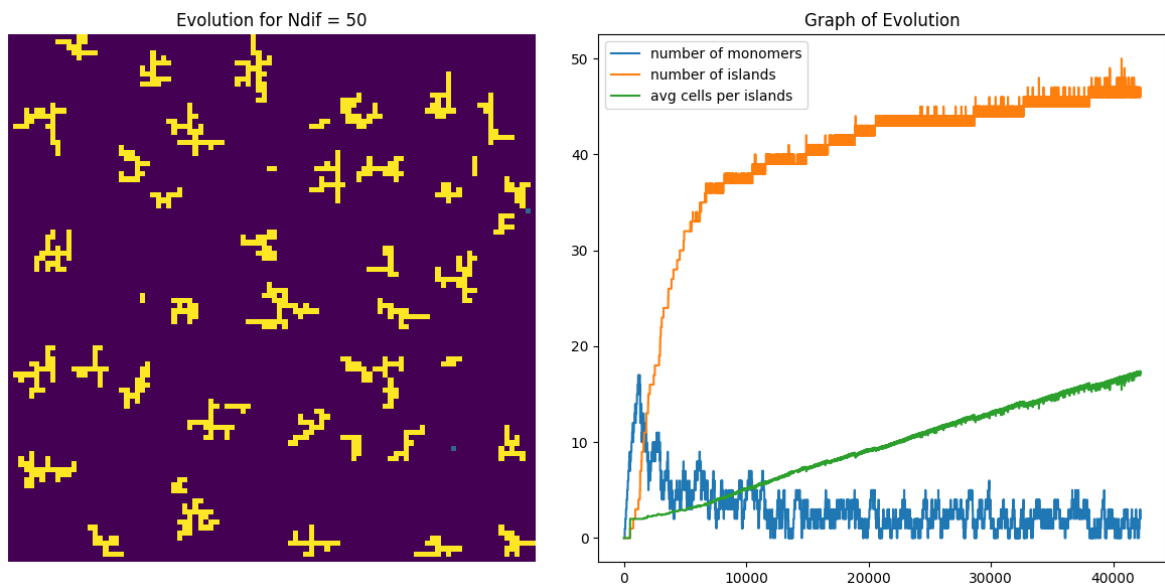 Evolution for Ndif = 50
Graph of Evolution
number of monomers
number of islands
avg cells per islands
50
40
30
20
10
0
0
10000
20000
30000
40000